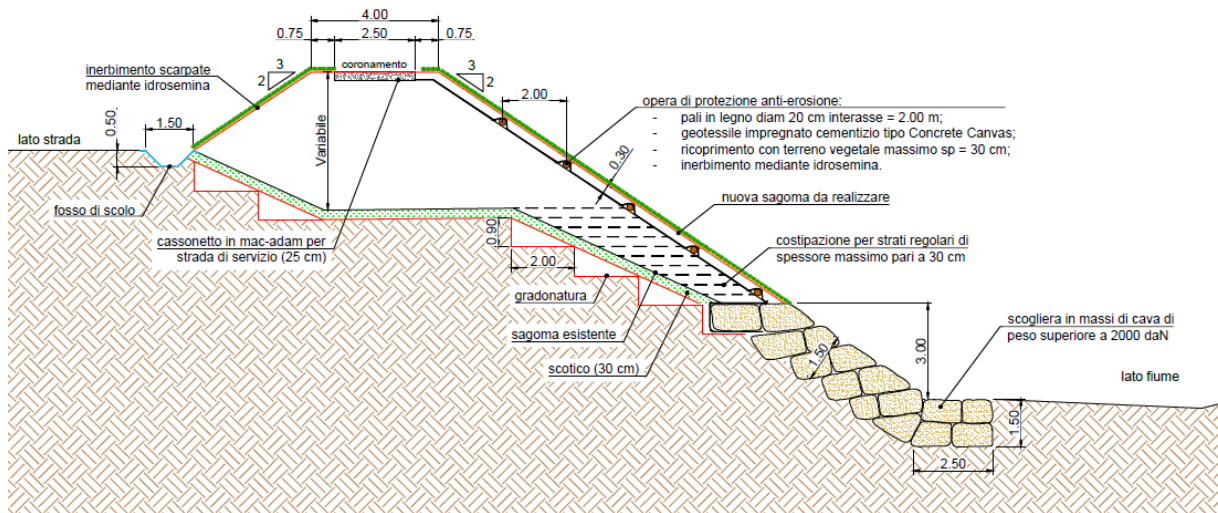 4.00
0.75
2.50
0.75
coronamento
3
2
3
2
inerbimento scarpate
mediante idrosemina
2.00
opera di protezione anti-erosione:
- pali in legno diam 20 cm interasse = 2.00 m;
- geotessile impregnato cementizio tipo Concrete Canvas;
- ricoprimento con terreno vegetale massimo sp = 30 cm;
- inerbimento mediante idrosemina.
0.50
1.50
lato strada
Variabile
0.30
fosso di scolo
nuova sagoma da realizzare
cassonetto in mac-adam per
strada di servizio (25 cm)
0.90
2.00
costipazione per strati regolari di
spessore massimo pari a 30 cm
gradonatura
sagoma esistente
scotico (30 cm)
1.50
3.00
scogliera in massi di cava di
peso superiore a 2000 daN
lato fiume
1.50
2.50